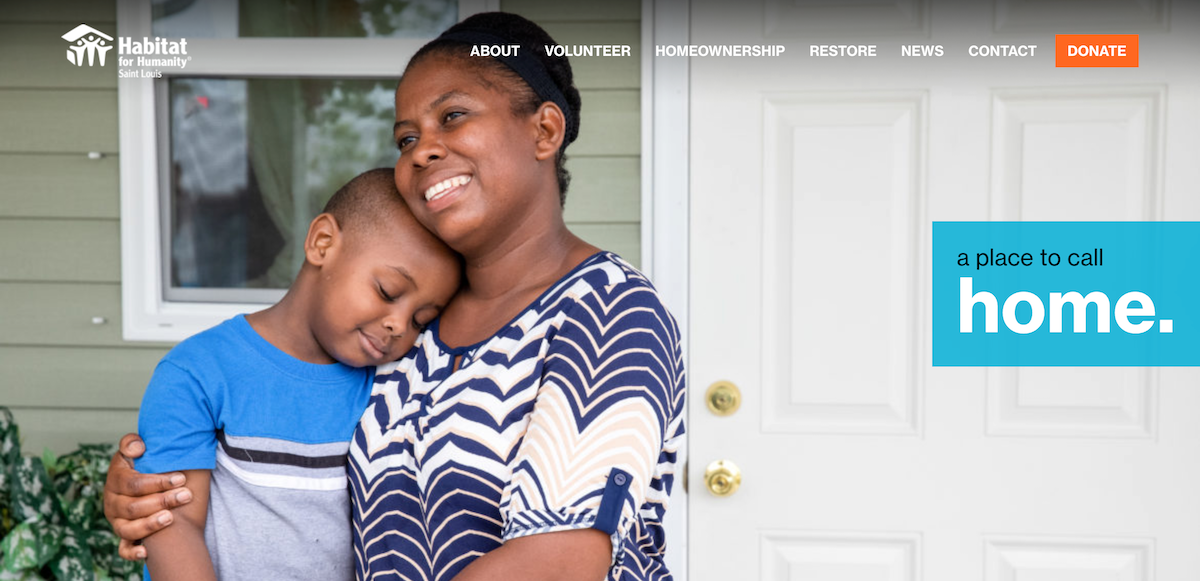 Habitat
for Humanity®
Saint Louis
ABOUT VOLUNTEER HOMEOWNERSHIP RESTORE NEWS CONTACT DONATE
a place to call
home.